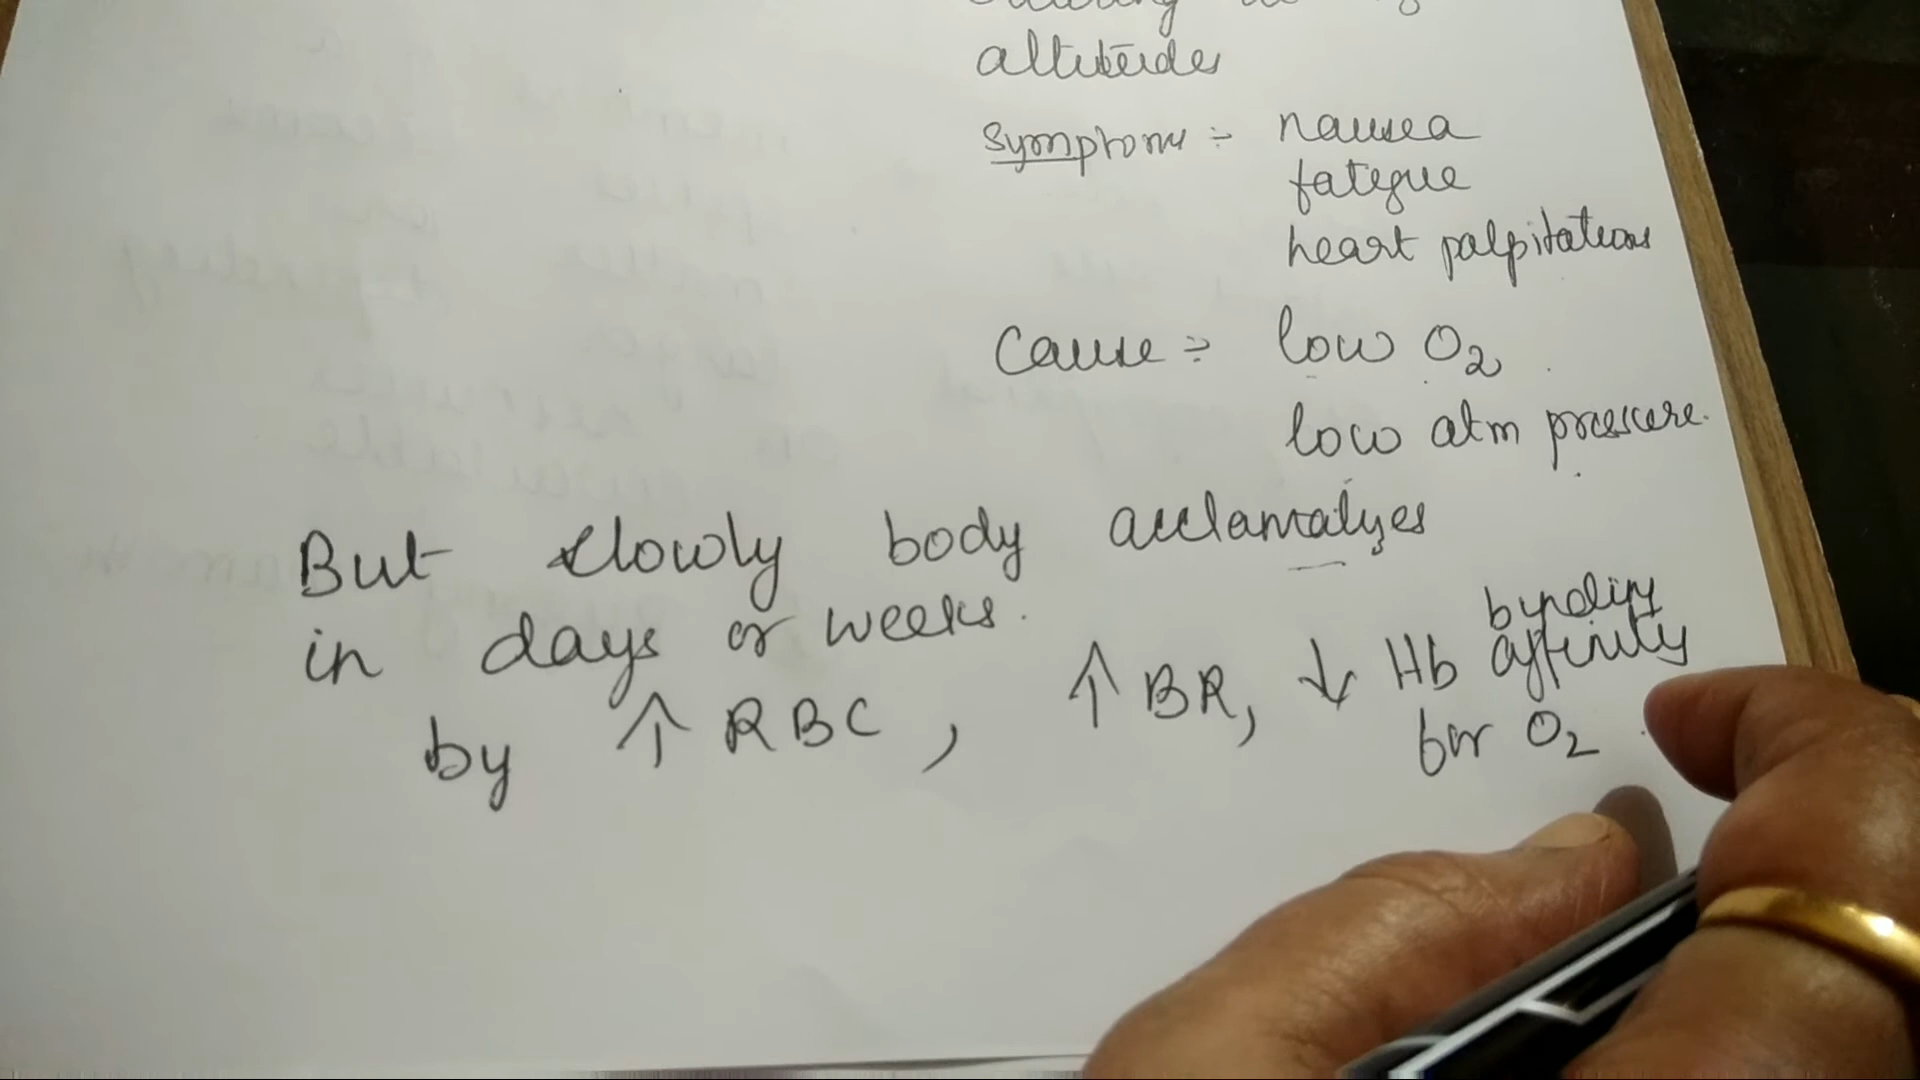 altitudes
Symptoms :- nausea
fatigue
heart palpitations
Cause :- low O2
low atm pressure.
But slowly body acclamatyes
in days or weeks.
by ↑ RBC, ↑ BR, ↓ Hb binding affinity
for O2